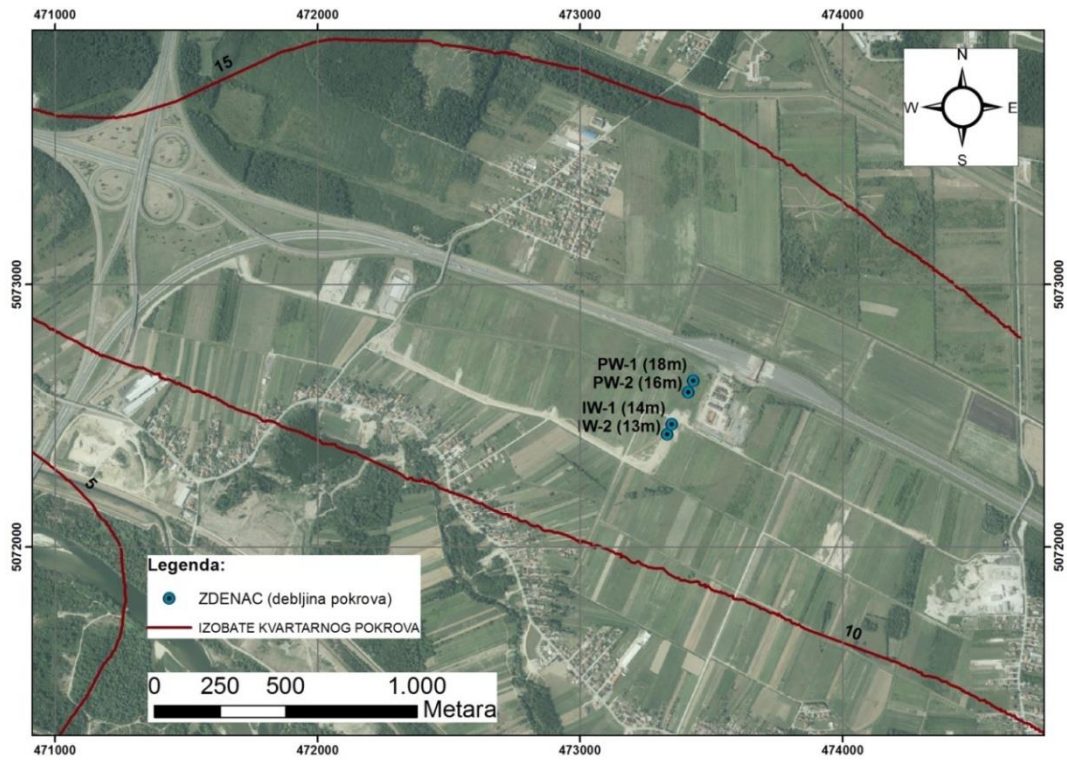 471000 472000 473000 474000
N
W E
S
15
5073000 5073000
PW-1 (18m)
PW-2 (16m)
IW-1 (14m)
IW-2 (13m)
5
5072000 5072000
10
Legenda:
ZDENAC (debljina pokrova)
IZOBATE KVARTARNOG POKROVA
0 250 500 1.000
Metara
471000 472000 473000 474000